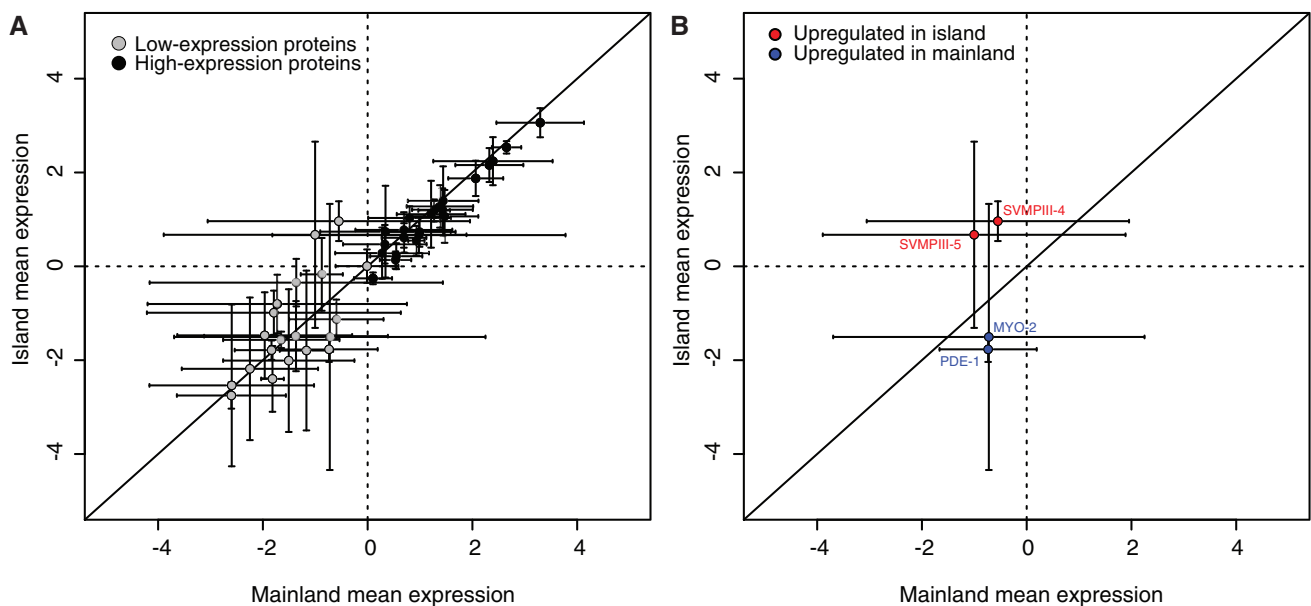 A
Low-expression proteins
High-expression proteins
Island mean expression
4
2
0
-2
-4
-4
-2
0
2
4
Mainland mean expression
B
Upregulated in island
Upregulated in mainland
Island mean expression
4
2
0
-2
-4
SVMPIII-4
SVMPIII-5
MYO-2
PDE-1
-4
-2
0
2
4
Mainland mean expression